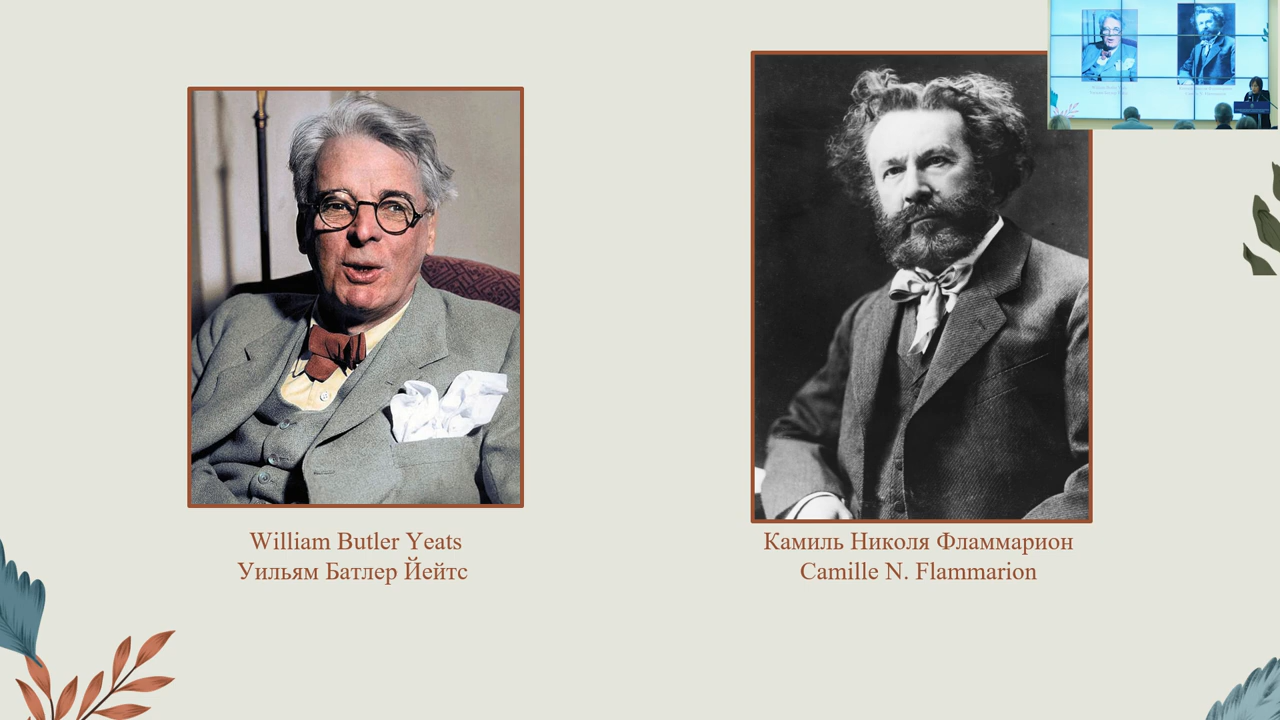 William Butler Yeats
Уильям Батлер Йейтс
Камиль Николя Фламмарион
Camille N. Flammarion